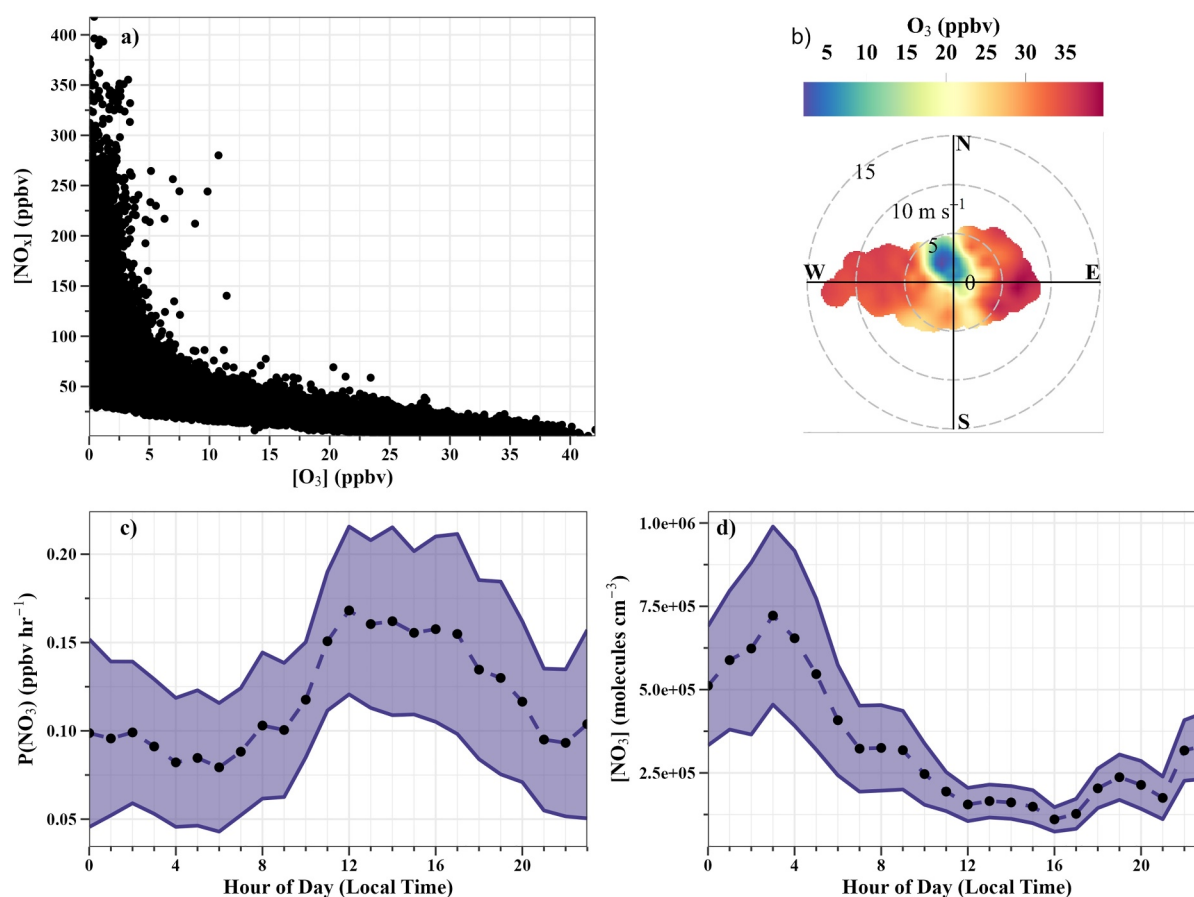 a)
[NOx] (ppbv)
400
350
300
250
200
150
100
50
0 5 10 15 20 25 30 35 40
[O3] (ppbv)
b)
O3 (ppbv)
5 10 15 20 25 30 35
N
15
10 m s−1
5
W 0 E
S
c)
P(NO3) (ppbv hr−1)
0.20
0.15
0.10
0.05
0 4 8 12 16 20
Hour of Day (Local Time)
d)
[NO3] (molecules cm−3)
1.0e+06
7.5e+05
5.0e+05
2.5e+05
0 4 8 12 16 20
Hour of Day (Local Time)